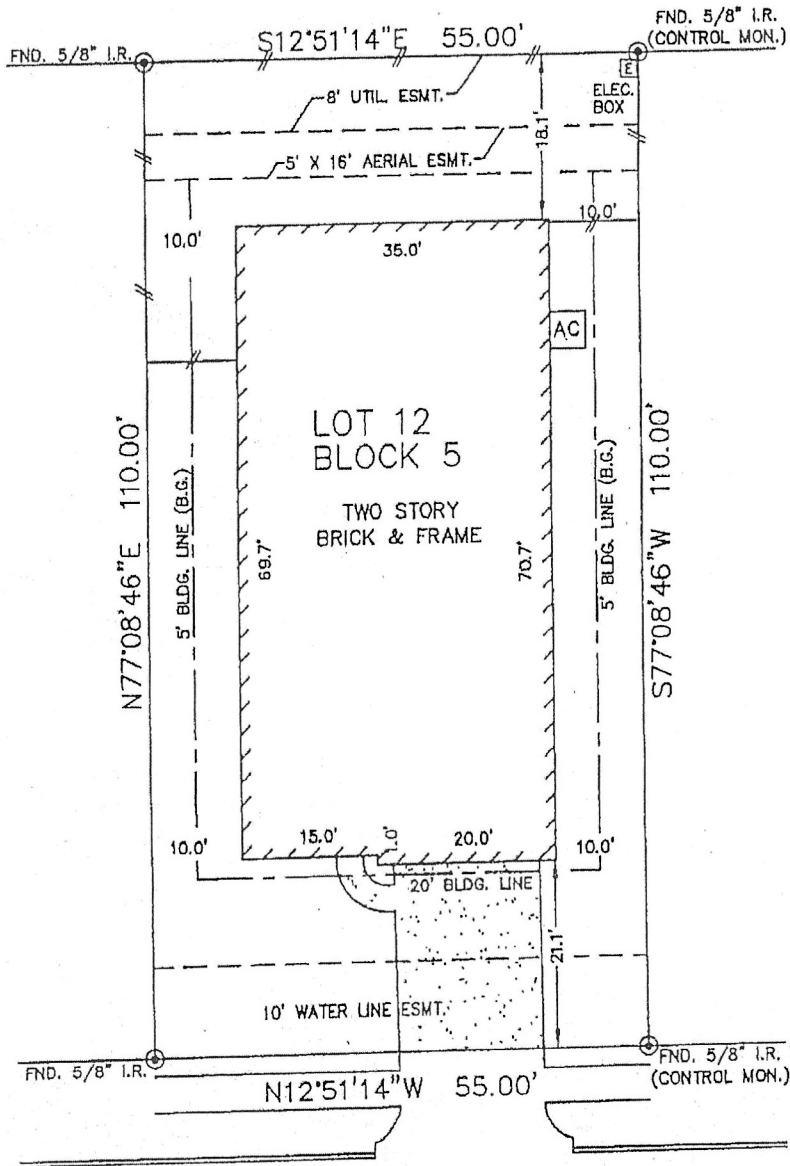 FND. 5/8" I.R.
S12°51'14"E 55.00'
FND. 5/8" I.R.
(CONTROL MON.)
E
ELEC.
BOX
8' UTIL. ESMT.
18.1'
5' X 16' AERIAL ESMT.
10.0'
10.0'
35.0'
AC
LOT 12
BLOCK 5
TWO STORY
BRICK & FRAME
N77°08'46"E 110.00'
5' BLDG. LINE (B.G.)
69.7'
70.7'
5' BLDG. LINE (B.G.)
S77°08'46"W 110.00'
10.0'
15.0'
1.0'
20.0'
10.0'
20' BLDG. LINE
21.1'
10' WATER LINE ESMT.
FND. 5/8" I.R.
N12°51'14"W 55.00'
FND. 5/8" I.R.
(CONTROL MON.)